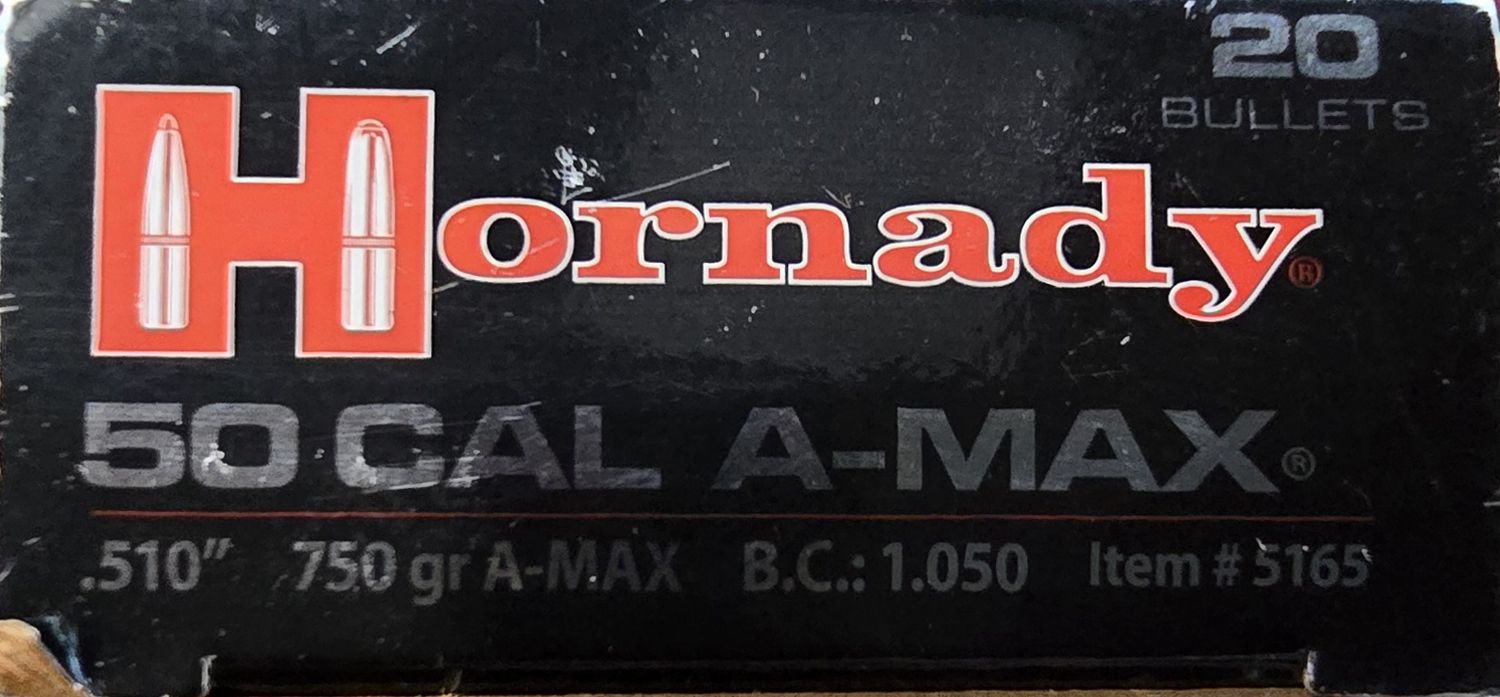 20
BULLETS
Hornady®
50 CAL A-MAX®
.510" 750 gr A-MAX B.C.: 1.050 Item # 5165